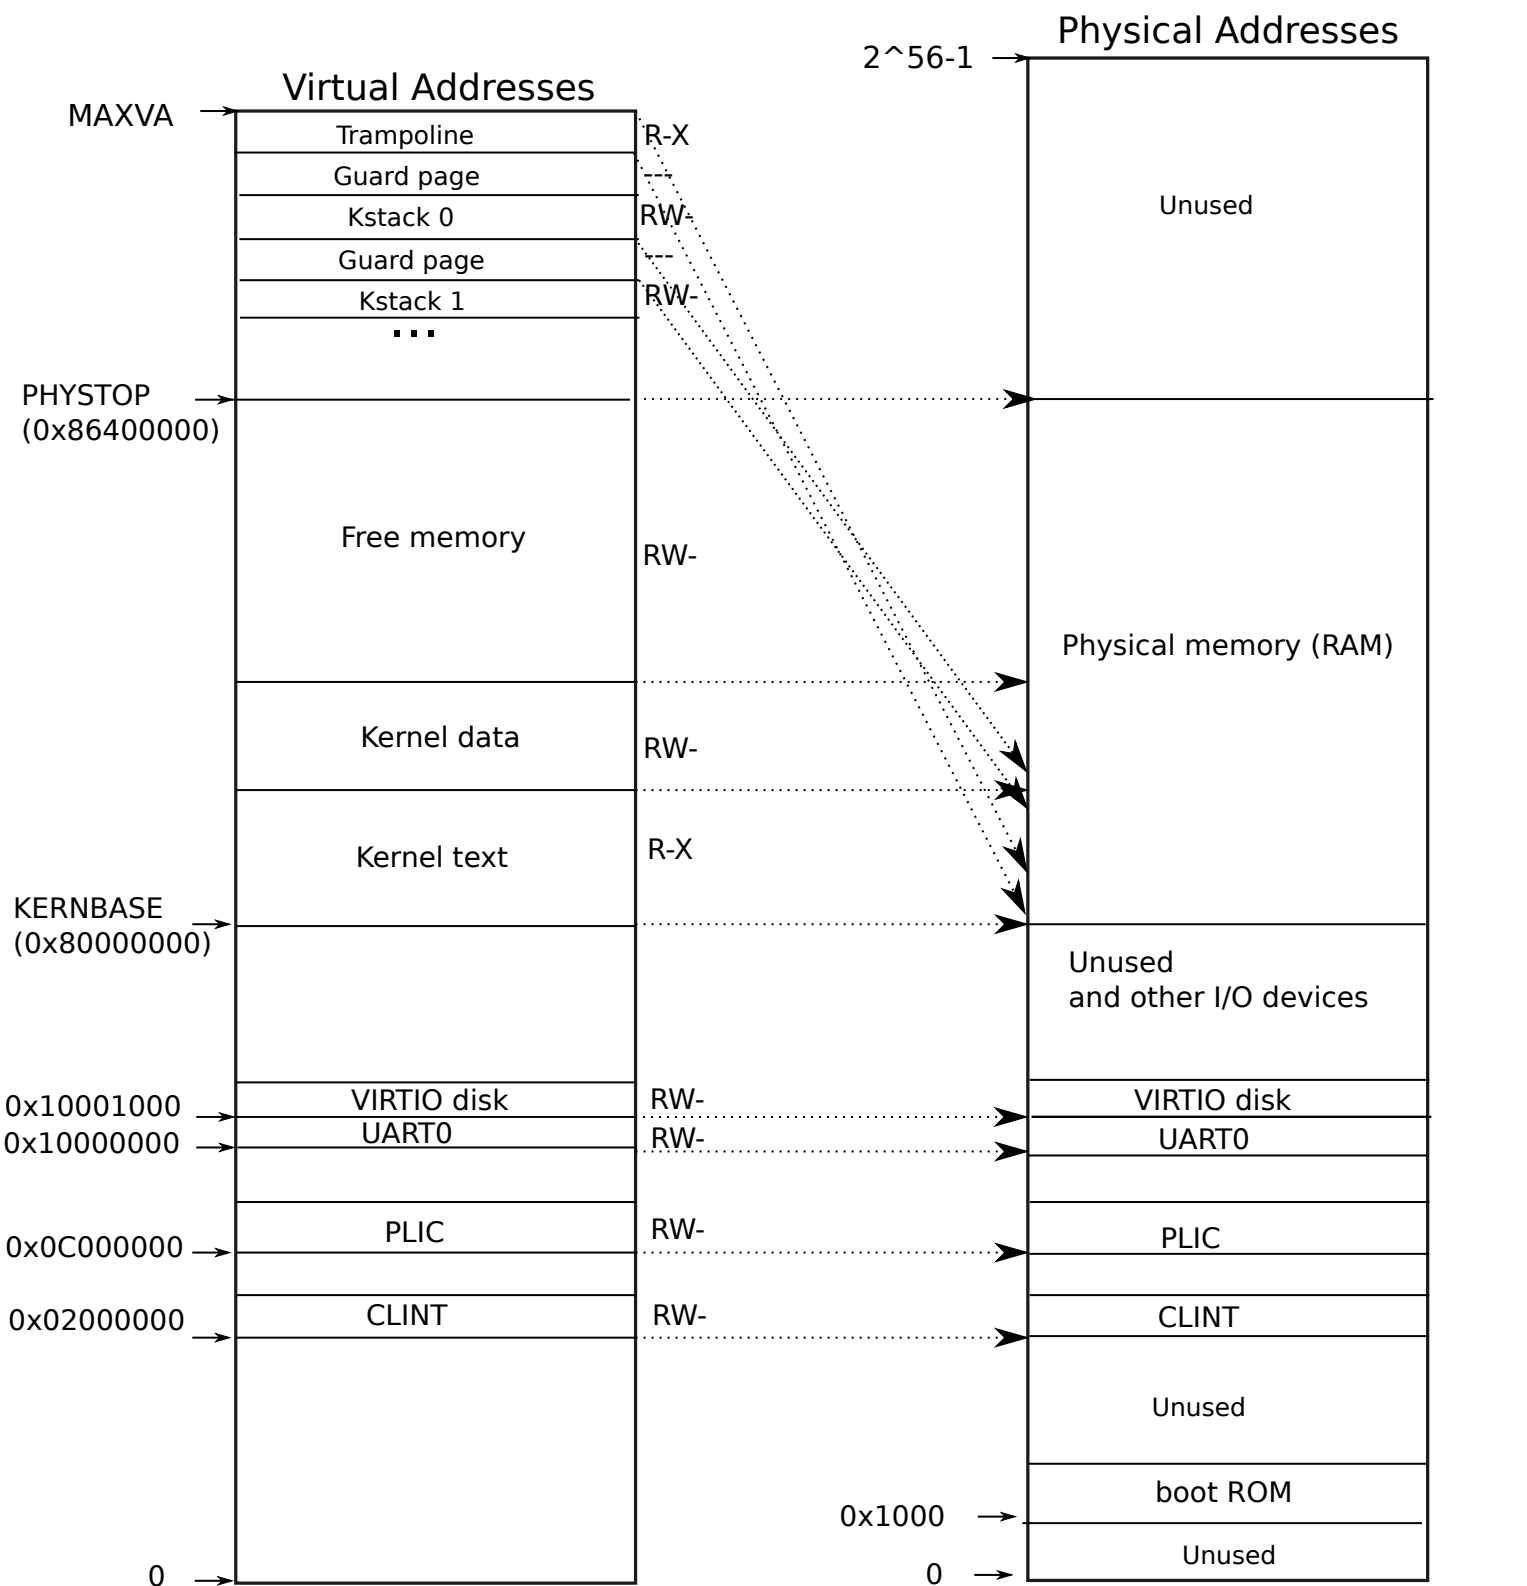 Physical Addresses
2^56-1
Virtual Addresses
MAXVA
Trampoline
R-X
Guard page
---
Unused
Kstack 0
RW-
Guard page
---
Kstack 1
RW-
...
PHYSTOP
(0x86400000)
Free memory
RW-
Physical memory (RAM)
Kernel data
RW-
Kernel text
R-X
KERNBASE
(0x80000000)
Unused
and other I/O devices
0x10001000
VIRTIO disk
RW-
VIRTIO disk
0x10000000
UART0
RW-
UART0
0x0C000000
PLIC
RW-
PLIC
0x02000000
CLINT
RW-
CLINT
Unused
boot ROM
0x1000
Unused
0
0